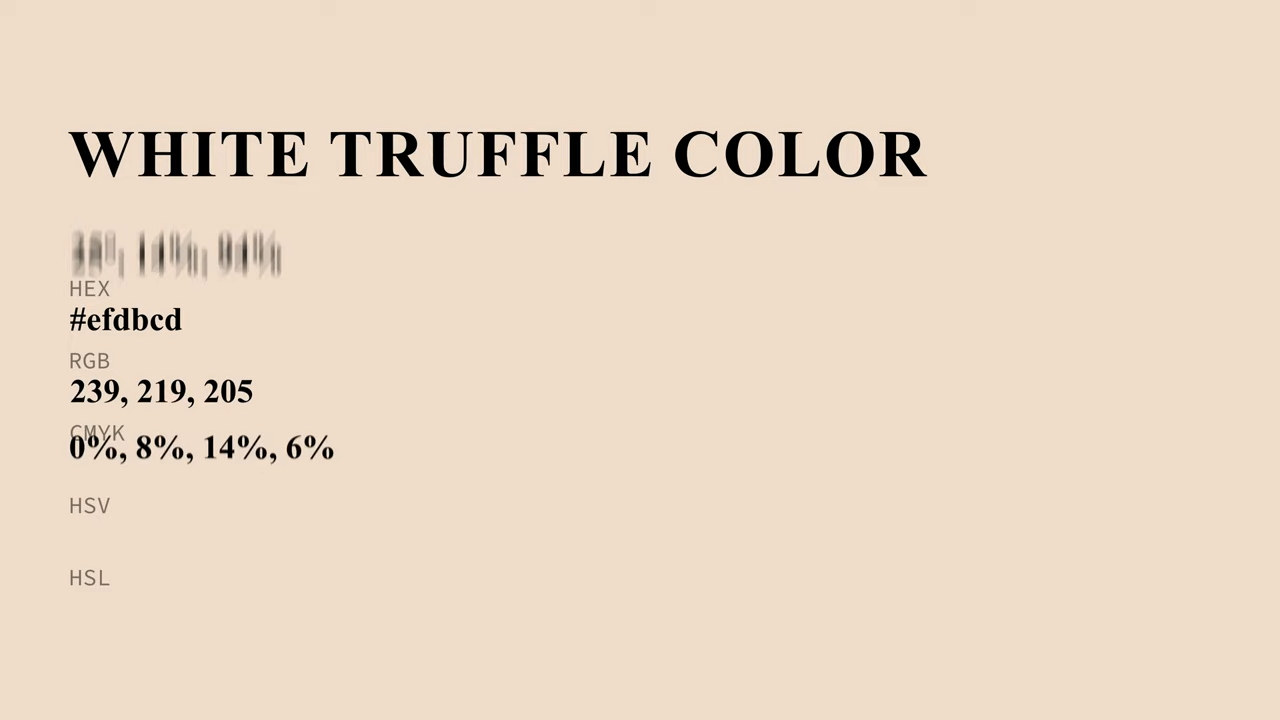 WHITE TRUFFLE COLOR
HEX
#efdbcd
RGB
239, 219, 205
CMYK
0%, 8%, 14%, 6%
HSV
HSL